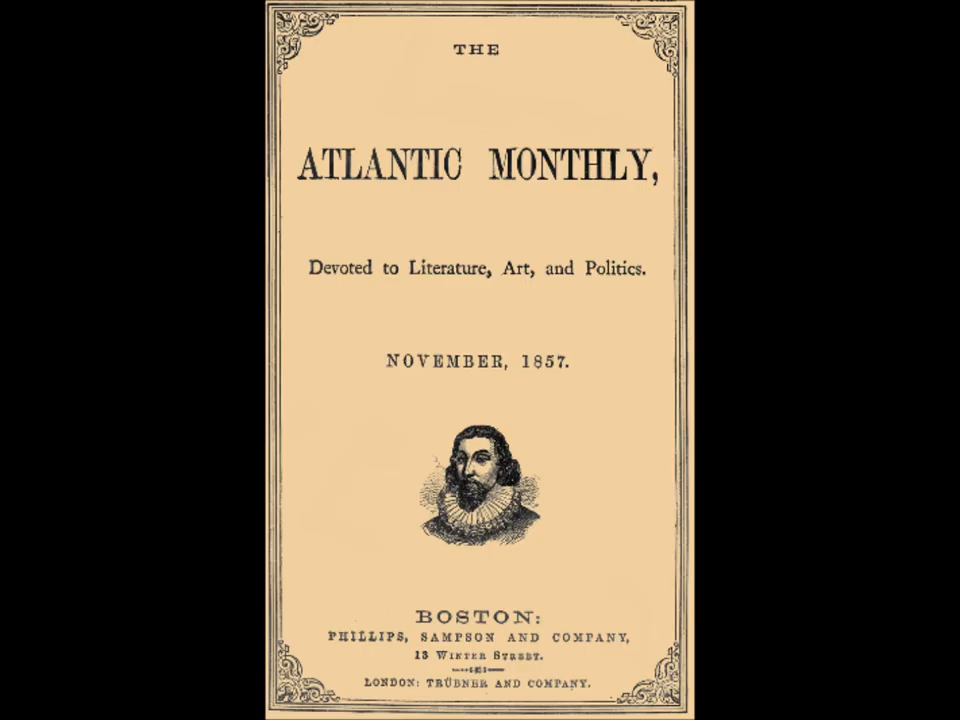 THE
ATLANTIC MONTHLY,
Devoted to Literature, Art, and Politics.
NOVEMBER, 1857.
BOSTON:
PHILLIPS, SAMPSON AND COMPANY,
13 WINTER STREET.
LONDON: TRÜBNER AND COMPANY.